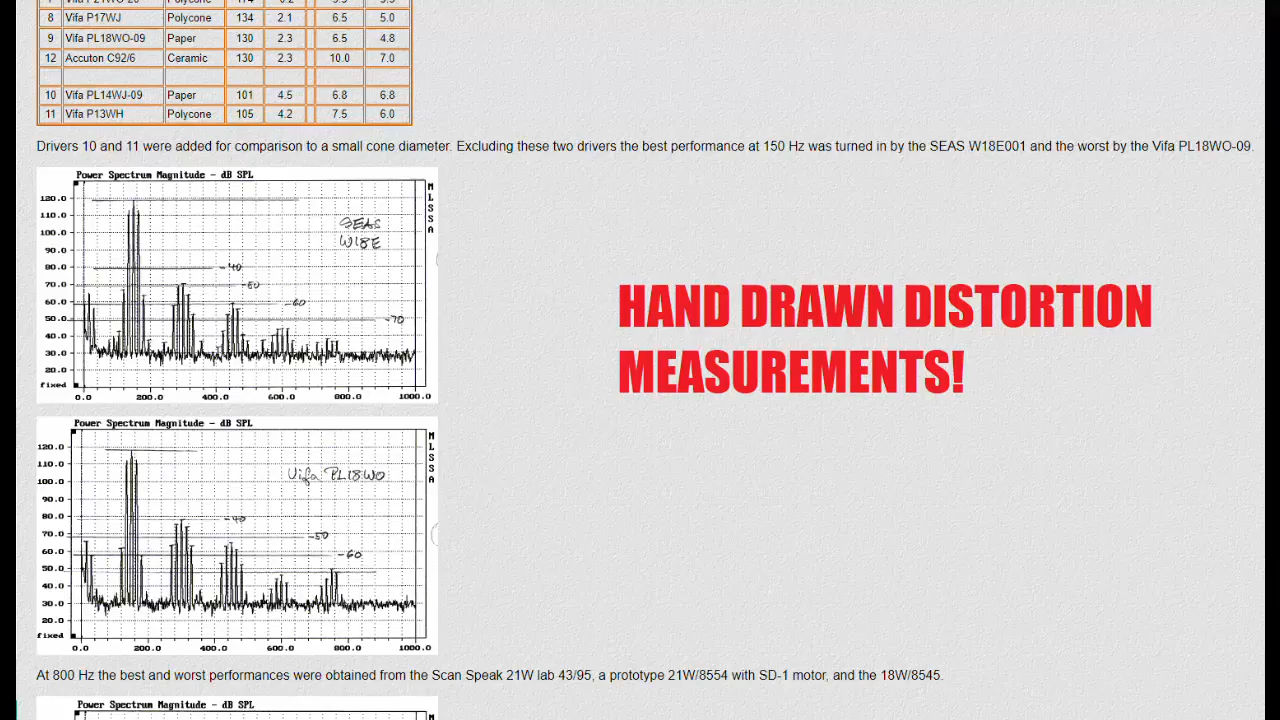 8 Vifa P17WJ Polycone 134 2.1 6.5 5.0
9 Vifa PL18WO-09 Paper 130 2.3 6.5 4.8
12 Accuton C92/6 Ceramic 130 2.3 10.0 7.0
10 Vifa PL14WJ-09 Paper 101 4.5 6.8 6.8
11 Vifa P13WH Polycone 105 4.2 7.5 6.0
Drivers 10 and 11 were added for comparison to a small cone diameter. Excluding these two drivers the best performance at 150 Hz was turned in by the SEAS W18E001 and the worst by the Vifa PL18WO-09.
Power Spectrum Magnitude - dB SPL
MLSSA
120.0
110.0
100.0
90.0
80.0
70.0
60.0
50.0
40.0
30.0
20.0
fixed
SEAS
W18E
-40
-50
-60
-70
0.0 200.0 400.0 600.0 800.0 1000.0
HAND DRAWN DISTORTION
MEASUREMENTS!
Power Spectrum Magnitude - dB SPL
MLSSA
120.0
110.0
100.0
90.0
80.0
70.0
60.0
50.0
40.0
30.0
20.0
fixed
Vifa PL18WO
-40
-50
-60
0.0 200.0 400.0 600.0 800.0 1000.0
At 800 Hz the best and worst performances were obtained from the Scan Speak 21W lab 43/95, a prototype 21W/8554 with SD-1 motor, and the 18W/8545.
Power Spectrum Magnitude - dB SPL
M